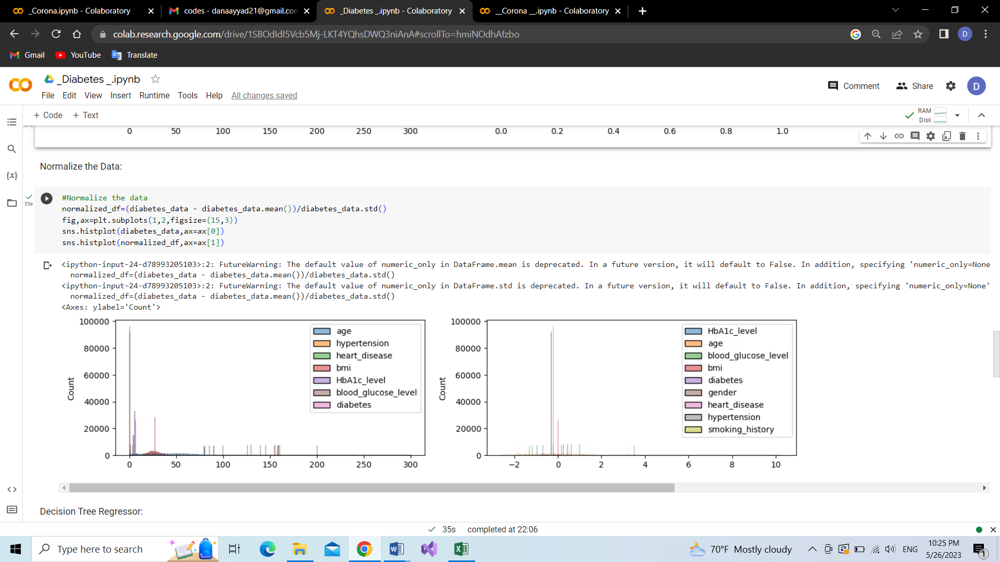 _Corona.ipynb - Colaboratory
codes - danaayyad21@gmail.com
_Diabetes _.ipynb - Colaboratory
__Corona __.ipynb - Colaboratory
colab.research.google.com/drive/1SBOdIdI5Vcb5Mj-LKT4YQhsDWQ3niAnA#scrollTo=hmiNOdhAfzbo
D
Gmail YouTube Translate
_Diabetes _.ipynb
File Edit View Insert Runtime Tools Help All changes saved
Comment Share D
+ Code + Text
RAM
Disk
0 50 100 150 200 250 300
0.0 0.2 0.4 0.6 0.8 1.0
Normalize the Data:
{x}
35s
#Normalize the data
normalized_df=(diabetes_data - diabetes_data.mean())/diabetes_data.std()
fig,ax=plt.subplots(1,2,figsize=(15,3))
sns.histplot(diabetes_data,ax=ax[0])
sns.histplot(normalized_df,ax=ax[1])
<ipython-input-24-d78993205103>:2: FutureWarning: The default value of numeric_only in DataFrame.mean is deprecated. In a future version, it will default to False. In addition, specifying 'numeric_only=None
normalized_df=(diabetes_data - diabetes_data.mean())/diabetes_data.std()
<ipython-input-24-d78993205103>:2: FutureWarning: The default value of numeric_only in DataFrame.std is deprecated. In a future version, it will default to False. In addition, specifying 'numeric_only=None'
normalized_df=(diabetes_data - diabetes_data.mean())/diabetes_data.std()
<Axes: ylabel='Count'>
100000
80000
60000
40000
20000
0
Count
0 50 100 150 200 250 300
age
hypertension
heart_disease
bmi
HbA1c_level
blood_glucose_level
diabetes
100000
80000
60000
40000
20000
0
Count
−2 0 2 4 6 8 10
HbA1c_level
age
blood_glucose_level
bmi
diabetes
gender
heart_disease
hypertension
smoking_history
Decision Tree Regressor:
35s completed at 22:06
Type here to search
70°F Mostly cloudy
ENG
10:25 PM
5/26/2023
1